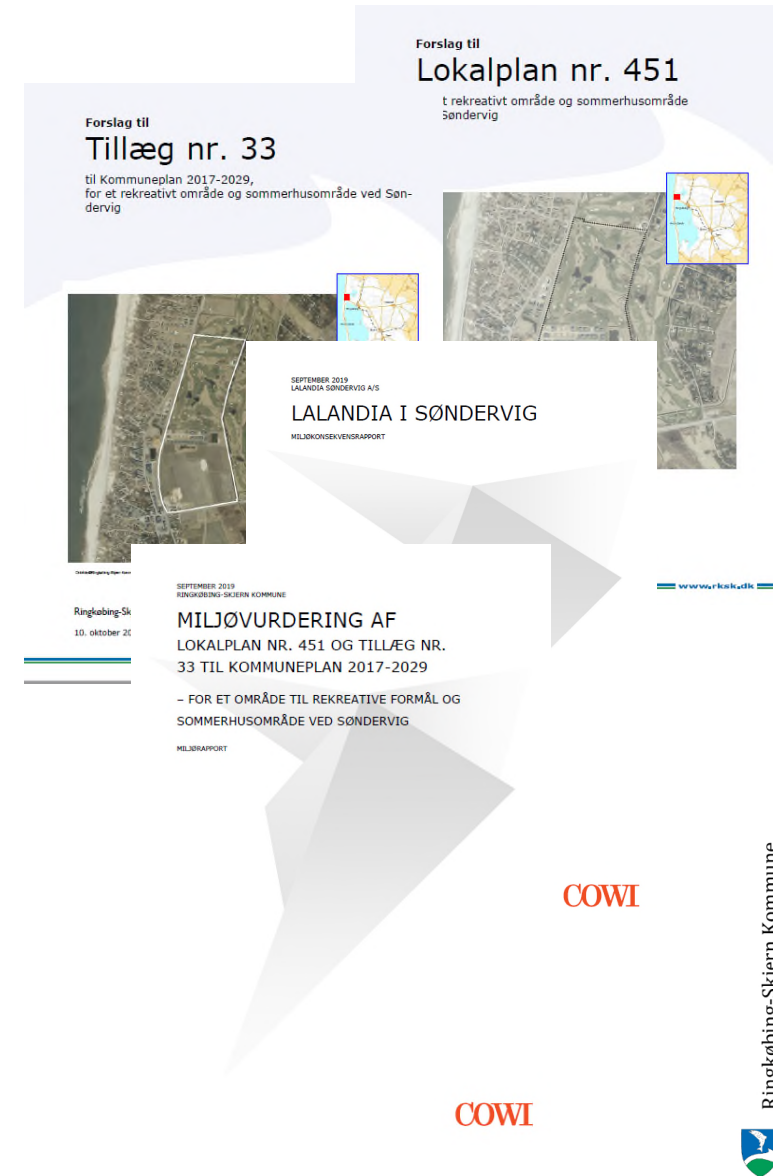 Forslag til
Lokalplan nr. 451
t rekreativt område og sommerhusområde
Søndervig
Forslag til
Tillæg nr. 33
til Kommuneplan 2017-2029,
for et rekreativt område og sommerhusområde ved Søn-
dervig
SEPTEMBER 2019
LALANDIA SØNDERVIG A/S
LALANDIA I SØNDERVIG
MILJØKONSEKVENSRAPPORT
www.rksk.dk
Ringkøbing-Sk
10. oktober 20
SEPTEMBER 2019
RINGKØBING-SKJERN KOMMUNE
MILJØVURDERING AF
LOKALPLAN NR. 451 OG TILLÆG NR.
33 TIL KOMMUNEPLAN 2017-2029
– FOR ET OMRÅDE TIL REKREATIVE FORMÅL OG
SOMMERHUSOMRÅDE VED SØNDERVIG
MILJØRAPPORT
COWI
COWI
Ringkøbing-Skjern Kommune